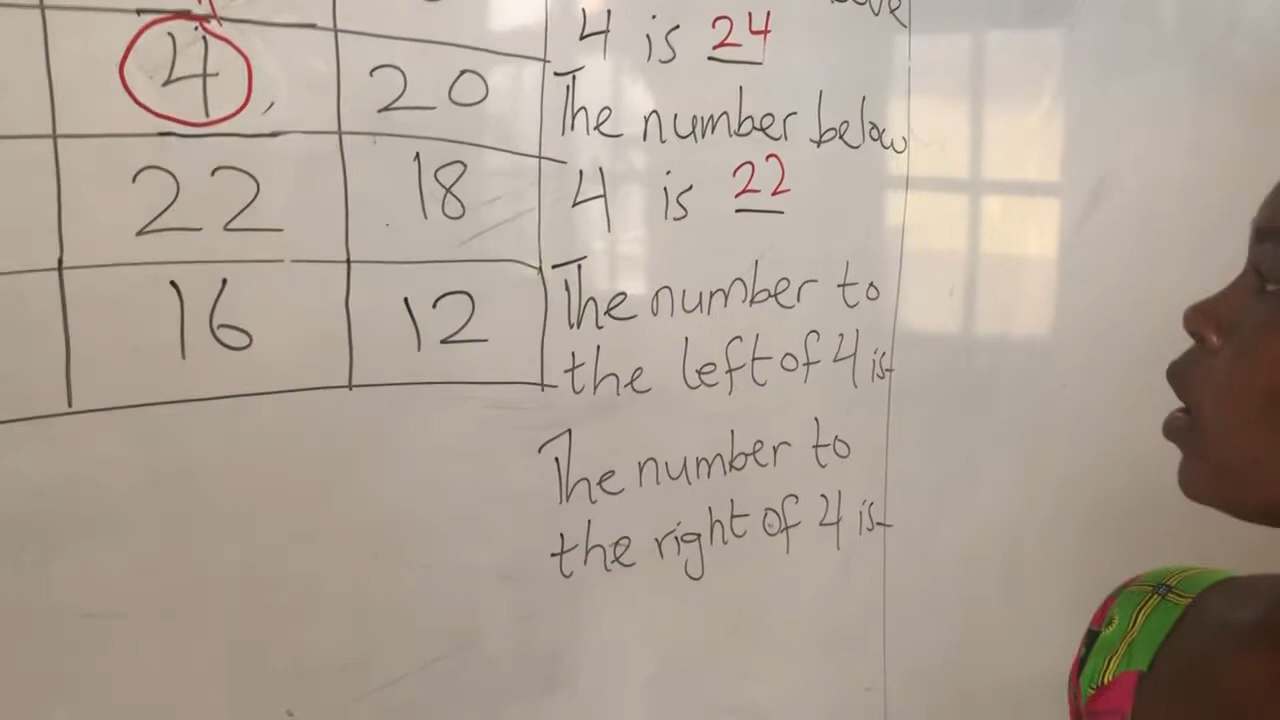 4 20
22 18
16 12
4 is 24
The number below
4 is 22
The number to
the left of 4 is
The number to
the right of 4 is